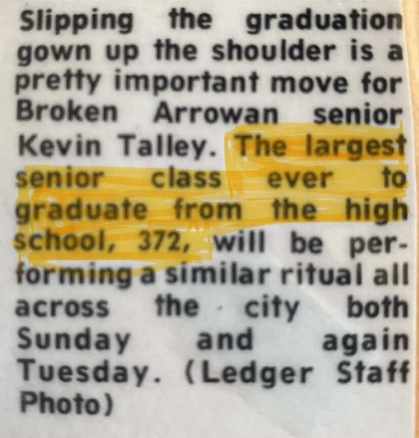 Slipping the graduation
gown up the shoulder is a
pretty important move for
Broken Arrowan senior
Kevin Talley. The largest
senior class ever to
graduate from the high
school, 372, will be per-
forming a similar ritual all
across the city both
Sunday and again
Tuesday. (Ledger Staff
Photo)